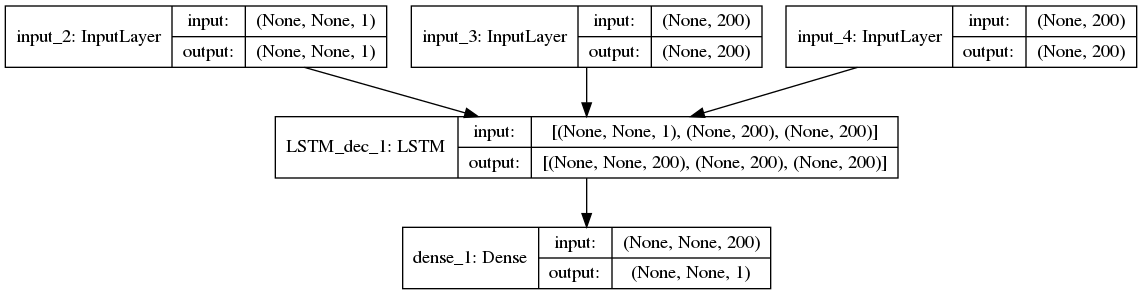 input_2: InputLayer
input: (None, None, 1)
output: (None, None, 1)
input_3: InputLayer
input: (None, 200)
output: (None, 200)
input_4: InputLayer
input: (None, 200)
output: (None, 200)
LSTM_dec_1: LSTM
input: [(None, None, 1), (None, 200), (None, 200)]
output: [(None, None, 200), (None, 200), (None, 200)]
dense_1: Dense
input: (None, None, 200)
output: (None, None, 1)